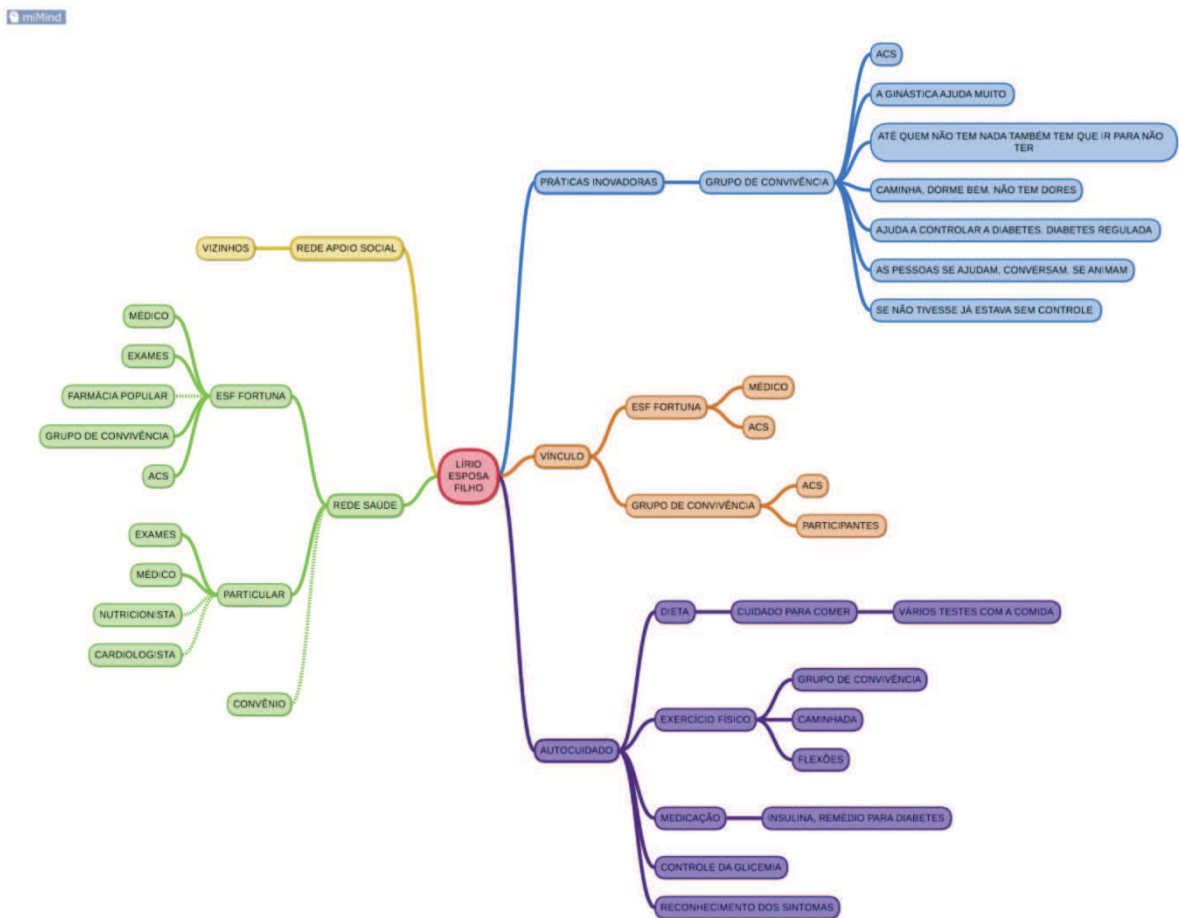 miMind
ACS
A GINÁSTICA AJUDA MUITO
ATÉ QUEM NÃO TEM NADA TAMBÉM TEM QUE IR PARA NÃO
TER
PRÁTICAS INOVADORAS
GRUPO DE CONVIVÊNCIA
CAMINHA, DORME BEM, NÃO TEM DORES
AJUDA A CONTROLAR A DIABETES. DIABETES REGULADA
AS PESSOAS SE AJUDAM, CONVERSAM, SE ANIMAM
SE NÃO TIVESSE JÁ ESTAVA SEM CONTROLE
VIZINHOS
REDE APOIO SOCIAL
MÉDICO
EXAMES
FARMÁCIA POPULAR
ESF FORTUNA
GRUPO DE CONVIVÊNCIA
ACS
REDE SAÚDE
EXAMES
MÉDICO
PARTICULAR
NUTRICIONISTA
CARDIOLOGISTA
CONVÊNIO
LÍRIO
ESPOSA
FILHO
VÍNCULO
ESF FORTUNA
MÉDICO
ACS
GRUPO DE CONVIVÊNCIA
ACS
PARTICIPANTES
AUTOCUIDADO
DIETA
CUIDADO PARA COMER
VÁRIOS TESTES COM A COMIDA
EXERCÍCIO FÍSICO
GRUPO DE CONVIVÊNCIA
CAMINHADA
FLEXÕES
MEDICAÇÃO
INSULINA, REMÉDIO PARA DIABETES
CONTROLE DA GLICEMIA
RECONHECIMENTO DOS SINTOMAS